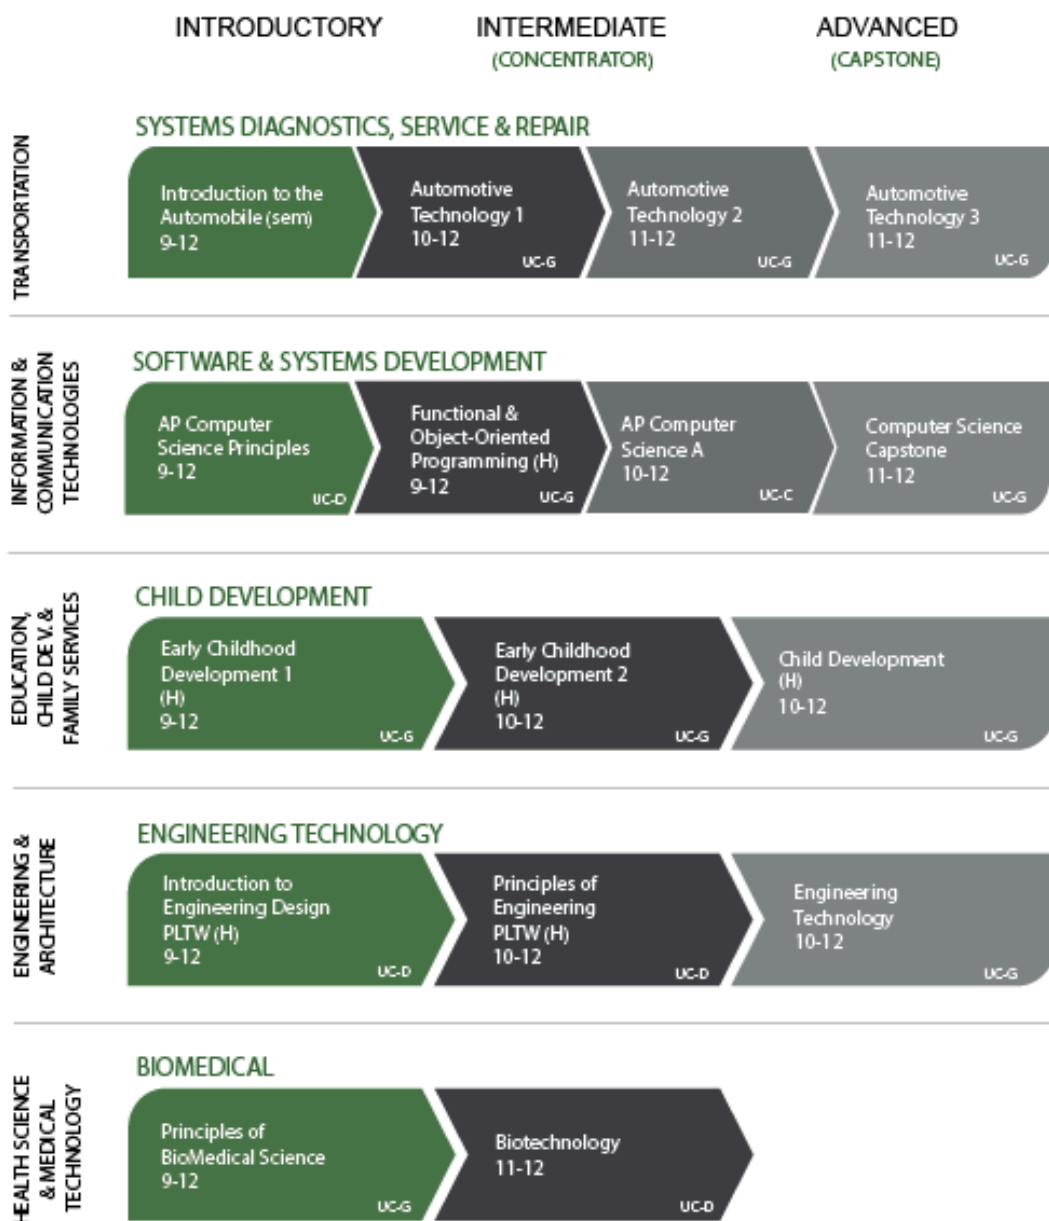 INTRODUCTORY
INTERMEDIATE
(CONCENTRATOR)
ADVANCED
(CAPSTONE)
TRANSPORTATION
SYSTEMS DIAGNOSTICS, SERVICE & REPAIR
Introduction to the
Automobile (sem)
9-12
Automotive
Technology 1
10-12
UC-G
Automotive
Technology 2
11-12
UC-G
Automotive
Technology 3
11-12
UC-G
INFORMATION &
COMMUNICATION
TECHNOLOGIES
SOFTWARE & SYSTEMS DEVELOPMENT
AP Computer
Science Principles
9-12
UC-D
Functional &
Object-Oriented
Programming (H)
9-12
UC-G
AP Computer
Science A
10-12
UC-C
Computer Science
Capstone
11-12
UC-G
EDUCATION,
CHILD DEV. &
FAMILY SERVICES
CHILD DEVELOPMENT
Early Childhood
Development 1
(H)
9-12
UC-G
Early Childhood
Development 2
(H)
10-12
UC-G
Child Development
(H)
10-12
UC-G
ENGINEERING &
ARCHITECTURE
ENGINEERING TECHNOLOGY
Introduction to
Engineering Design
PLTW (H)
9-12
UC-D
Principles of
Engineering
PLTW (H)
10-12
UC-D
Engineering
Technology
10-12
UC-G
HEALTH SCIENCE
& MEDICAL
TECHNOLOGY
BIOMEDICAL
Principles of
BioMedical Science
9-12
UC-G
Biotechnology
11-12
UC-D